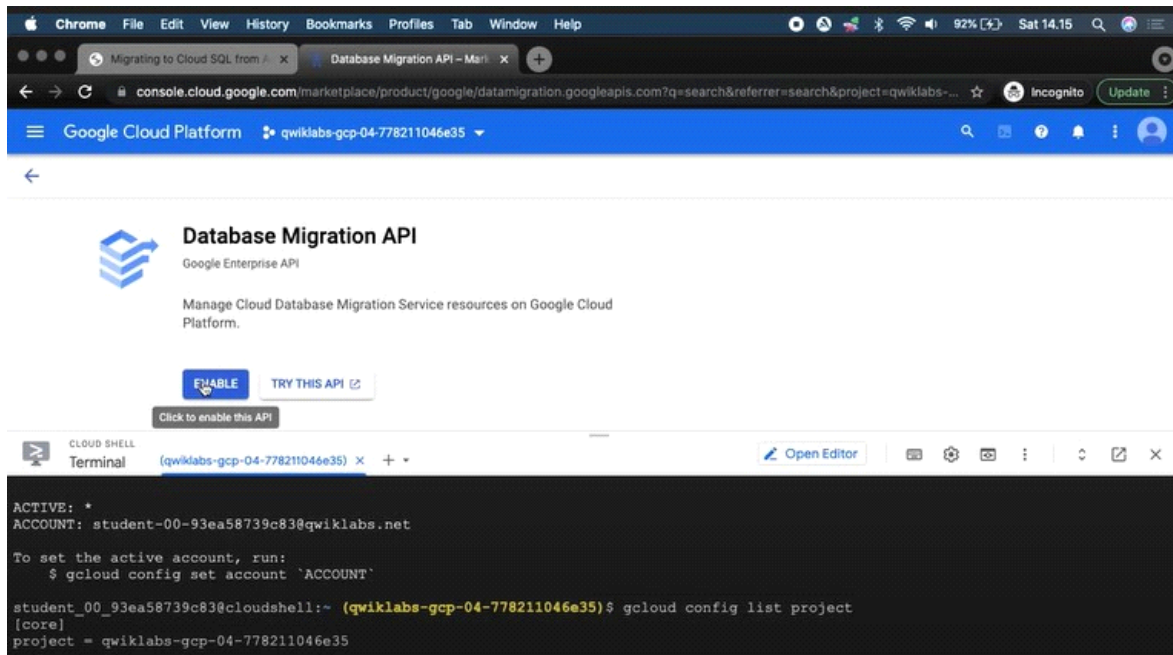 Chrome File Edit View History Bookmarks Profiles Tab Window Help 92% Sat 14.15
Migrating to Cloud SQL from A × Database Migration API – Mark × +
console.cloud.google.com/marketplace/product/google/datamigration.googleapis.com?q=search&referrer=search&project=qwiklabs-... Incognito Update
Google Cloud Platform qwiklabs-gcp-04-778211046e35
Database Migration API
Google Enterprise API
Manage Cloud Database Migration Service resources on Google Cloud
Platform.
ENABLE TRY THIS API
Click to enable this API
CLOUD SHELL
Terminal (qwiklabs-gcp-04-778211046e35) × + Open Editor
ACTIVE: *
ACCOUNT: student-00-93ea58739c83@qwiklabs.net
To set the active account, run:
$ gcloud config set account `ACCOUNT`
student_00_93ea58739c83@cloudshell:~ (qwiklabs-gcp-04-778211046e35)$ gcloud config list project
[core]
project = qwiklabs-gcp-04-778211046e35